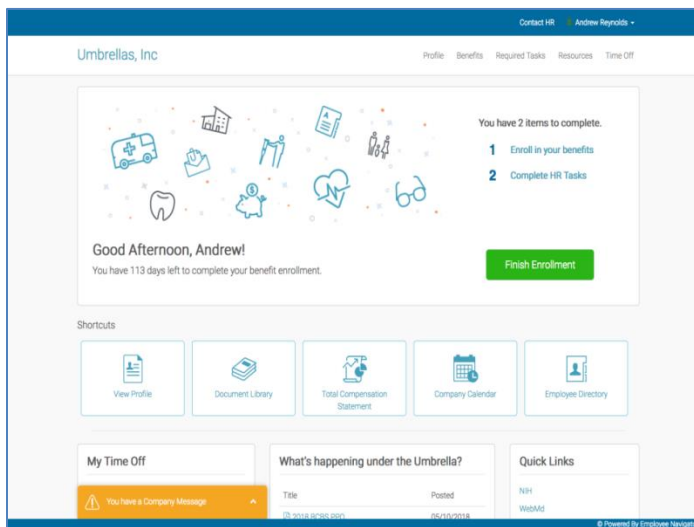 Contact HR Andrew Reynolds
Umbrellas, Inc
Profile Benefits Required Tasks Resources Time Off
You have 2 items to complete.
1 Enroll in your benefits
2 Complete HR Tasks
Good Afternoon, Andrew!
You have 113 days left to complete your benefit enrollment.
Finish Enrollment
Shortcuts
View Profile
Document Library
Total Compensation
Statement
Company Calendar
Employee Directory
My Time Off
You have a Company Message
What's happening under the Umbrella?
Title Posted
2018 BCBS PPO 05/10/2018
Quick Links
NIH
WebMd
© Powered By Employee Navigat